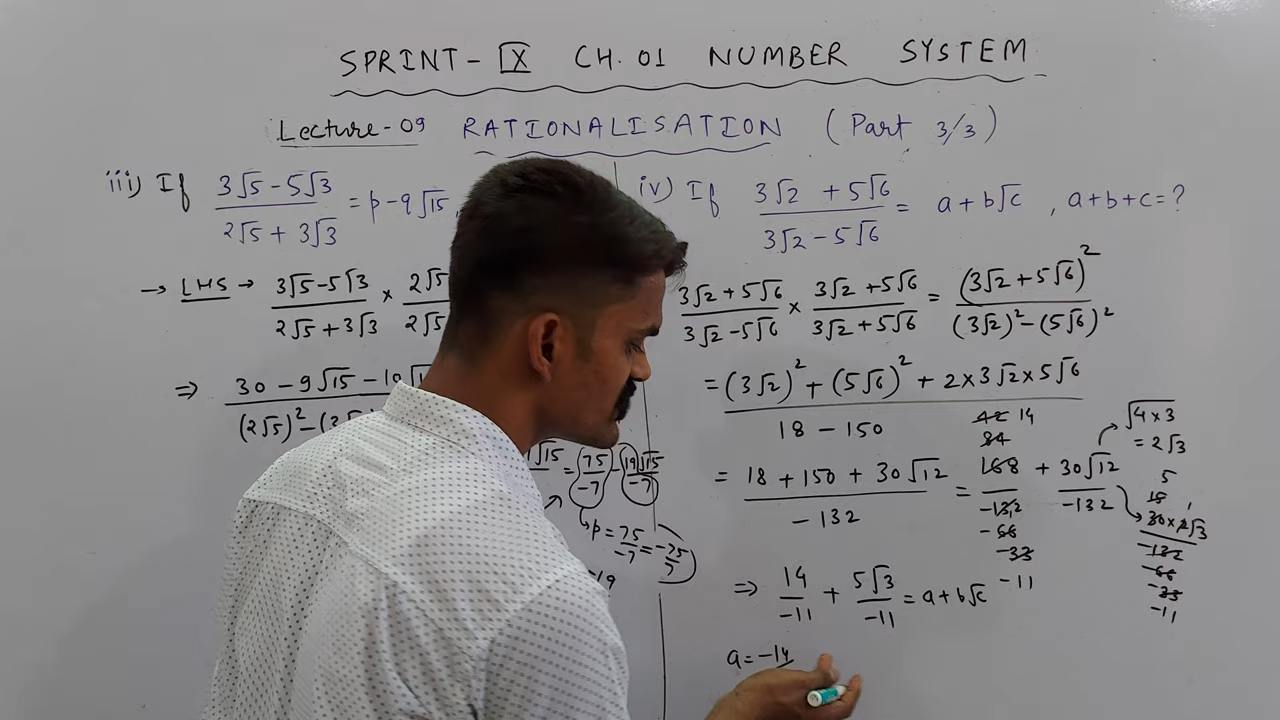 SPRINT - IX CH. 01 NUMBER SYSTEM
Lecture - 09 RATIONALISATION (Part 3/3)
iii) If (3√5 - 5√3)/(2√5 + 3√3) = p - q√15,
→ LHS → (3√5 - 5√3)/(2√5 + 3√3) × 2√5/2√5
⇒ 30 - 9√15 - 10√1
(2√5)² - (3√
√15 = 75/-7 - 19√15/-7
p = 75/-7 = -75/7
-19
iv) If (3√2 + 5√6)/(3√2 - 5√6) = a + b√c , a+b+c = ?
(3√2 + 5√6)/(3√2 - 5√6) × (3√2 + 5√6)/(3√2 + 5√6) = (3√2 + 5√6)²/((3√2)² - (5√6)²)
= ((3√2)² + (5√6)² + 2×3√2×5√6)/(18 - 150)
= (18 + 150 + 30√12)/-132 = 168/-132 + 30√12/-132
42 14
84
-66
-33
-11
√4×3
= 2√3
5
15 1
30×2√3
-132
-66
-33
-11
⇒ 14/-11 + 5√3/-11 = a + b√c
a = -14